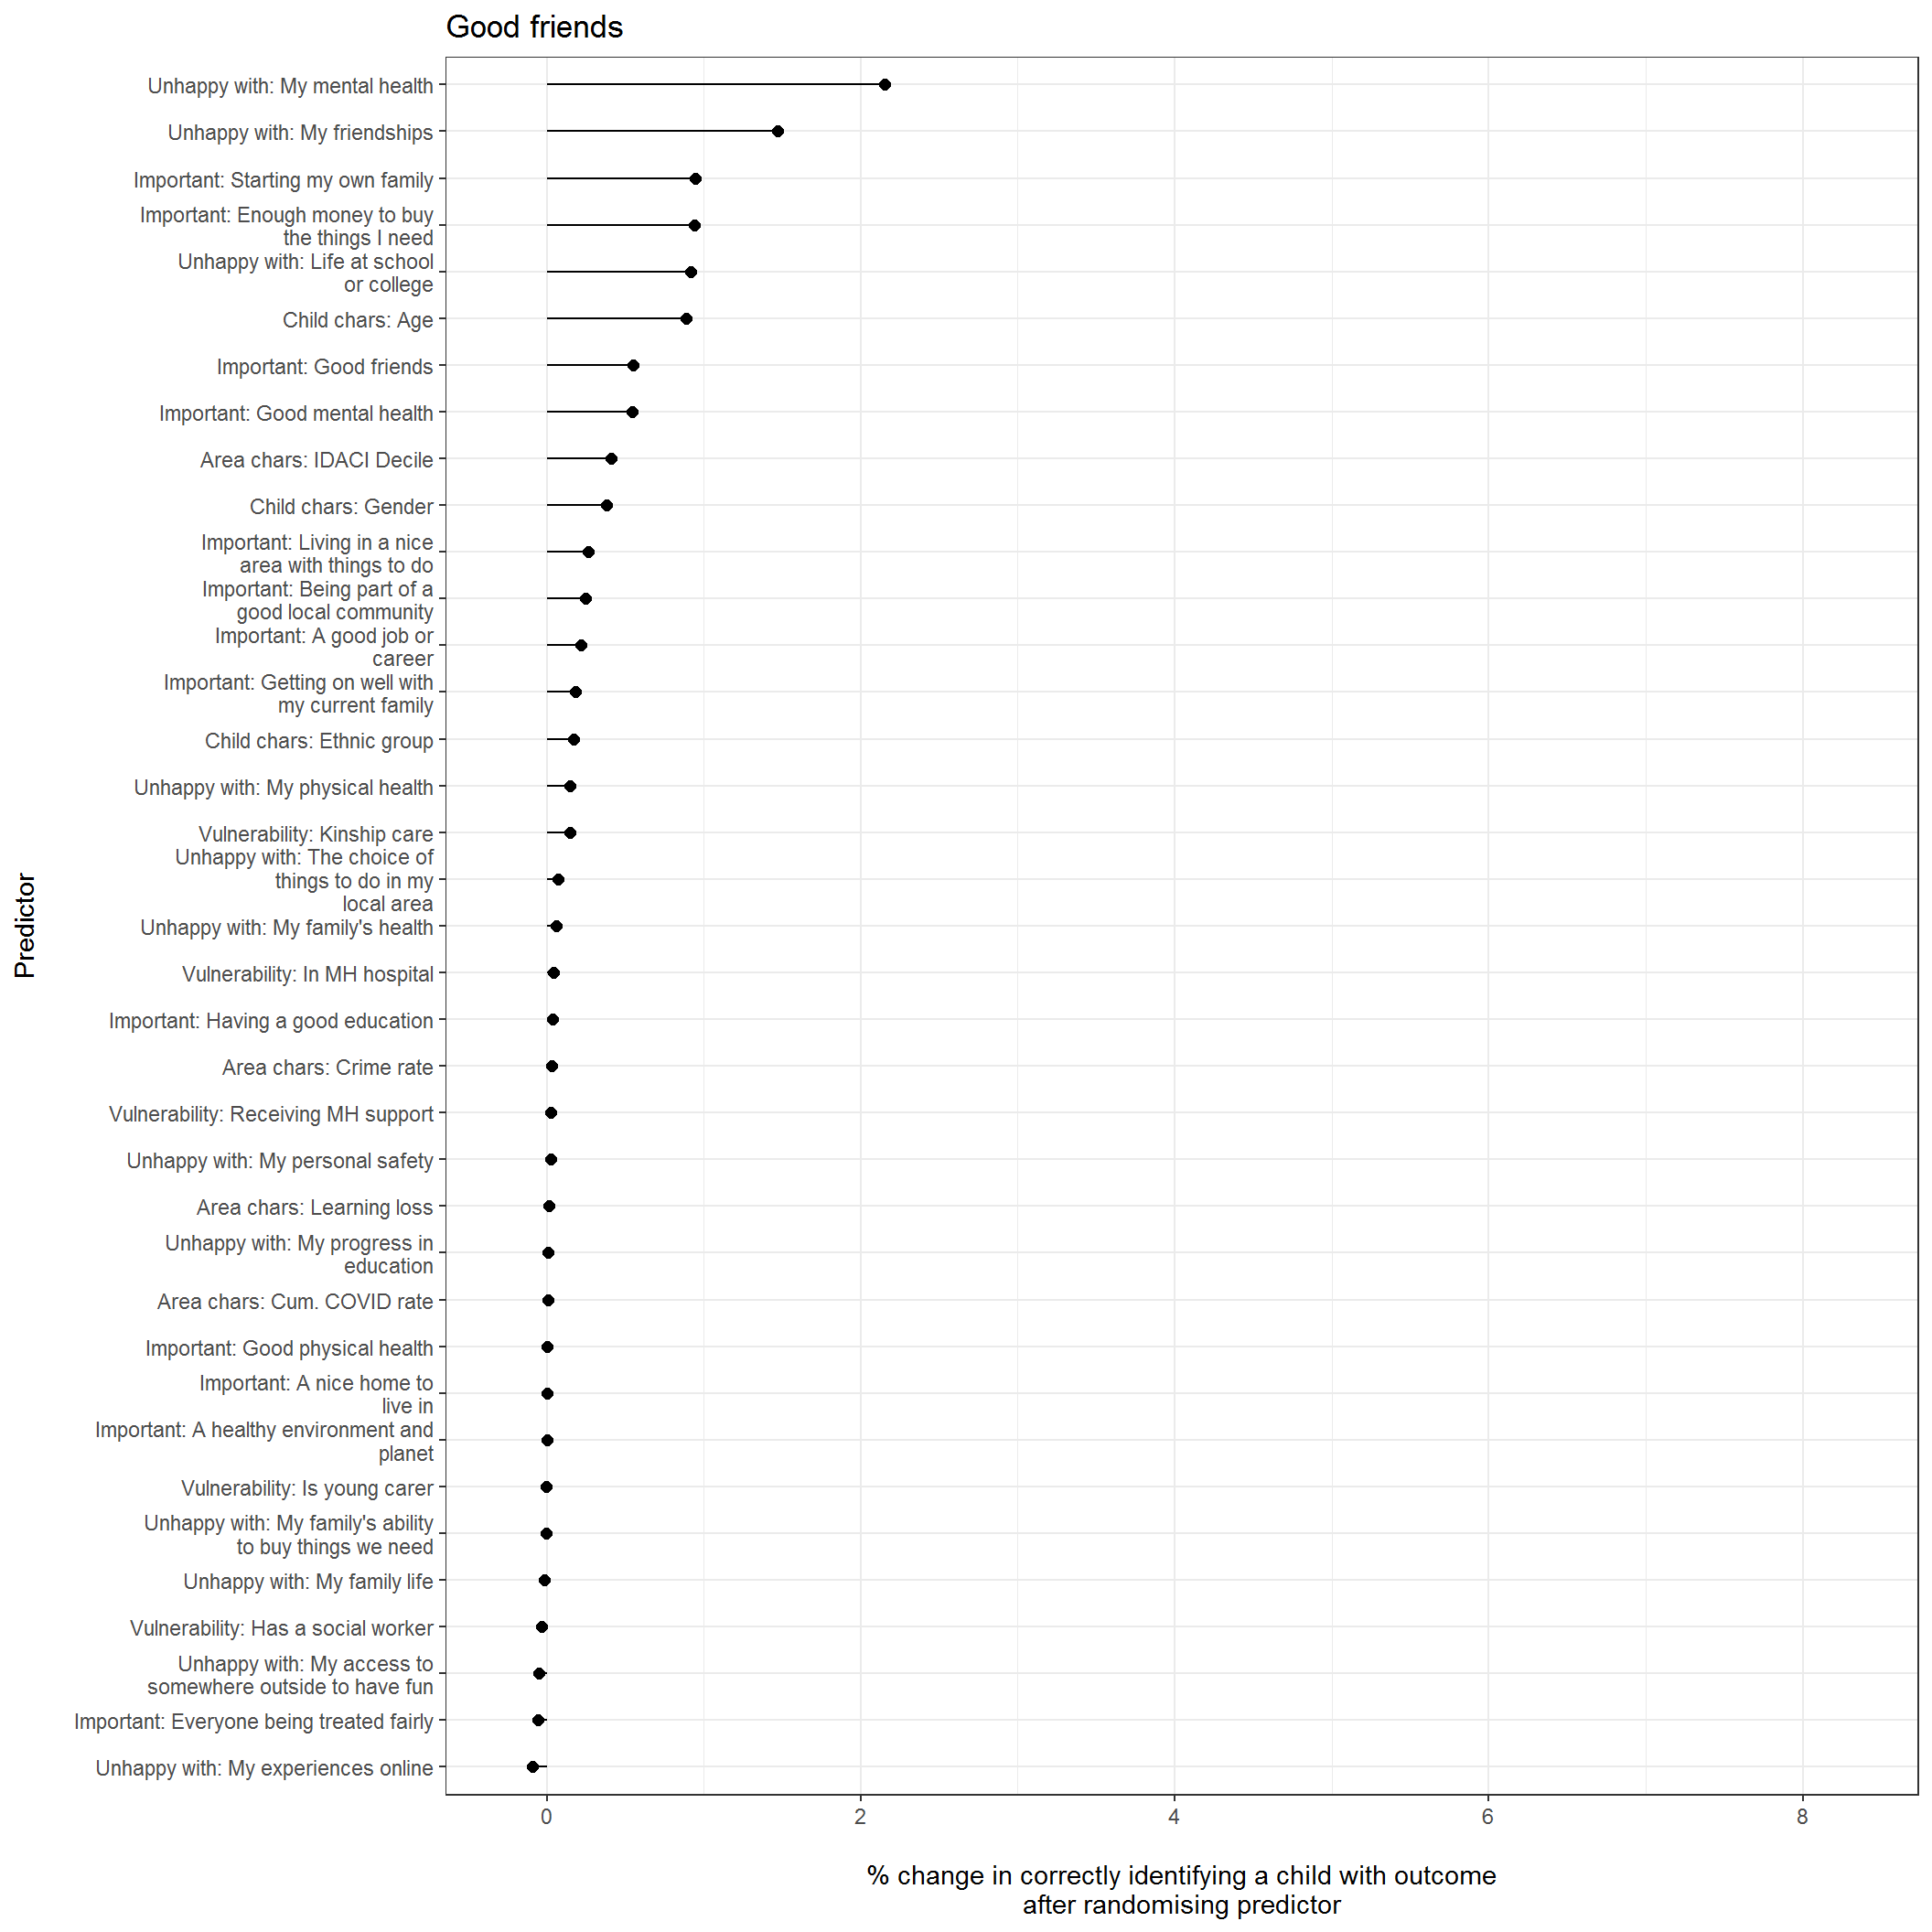 Good friends
Unhappy with: My mental health
Unhappy with: My friendships
Important: Starting my own family
Important: Enough money to buy
the things I need
Unhappy with: Life at school
or college
Child chars: Age
Important: Good friends
Important: Good mental health
Area chars: IDACI Decile
Child chars: Gender
Important: Living in a nice
area with things to do
Important: Being part of a
good local community
Important: A good job or
career
Important: Getting on well with
my current family
Child chars: Ethnic group
Unhappy with: My physical health
Vulnerability: Kinship care
Unhappy with: The choice of
things to do in my
local area
Unhappy with: My family's health
Vulnerability: In MH hospital
Important: Having a good education
Area chars: Crime rate
Vulnerability: Receiving MH support
Unhappy with: My personal safety
Area chars: Learning loss
Unhappy with: My progress in
education
Area chars: Cum. COVID rate
Important: Good physical health
Important: A nice home to
live in
Important: A healthy environment and
planet
Vulnerability: Is young carer
Unhappy with: My family's ability
to buy things we need
Unhappy with: My family life
Vulnerability: Has a social worker
Unhappy with: My access to
somewhere outside to have fun
Important: Everyone being treated fairly
Unhappy with: My experiences online
Predictor
0 2 4 6 8
% change in correctly identifying a child with outcome
after randomising predictor